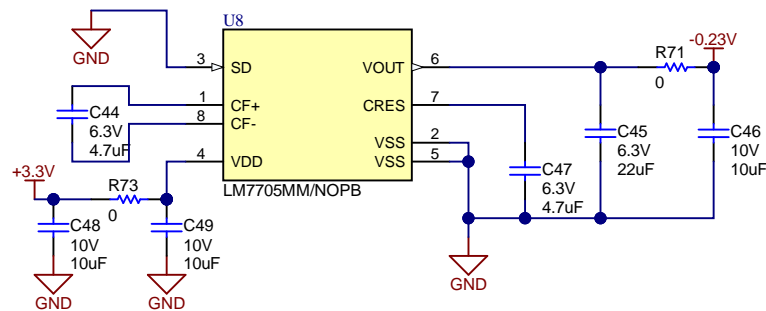 U8
-0.23V
GND
3
SD
VOUT
6
R71
0
1
CF+
CRES
7
C44
6.3V
4.7uF
8
CF-
VSS
2
C45
6.3V
22uF
C46
10V
10uF
+3.3V
4
VDD
VSS
5
C47
6.3V
4.7uF
R73
0
LM7705MM/NOPB
C48
10V
10uF
C49
10V
10uF
GND
GND
GND